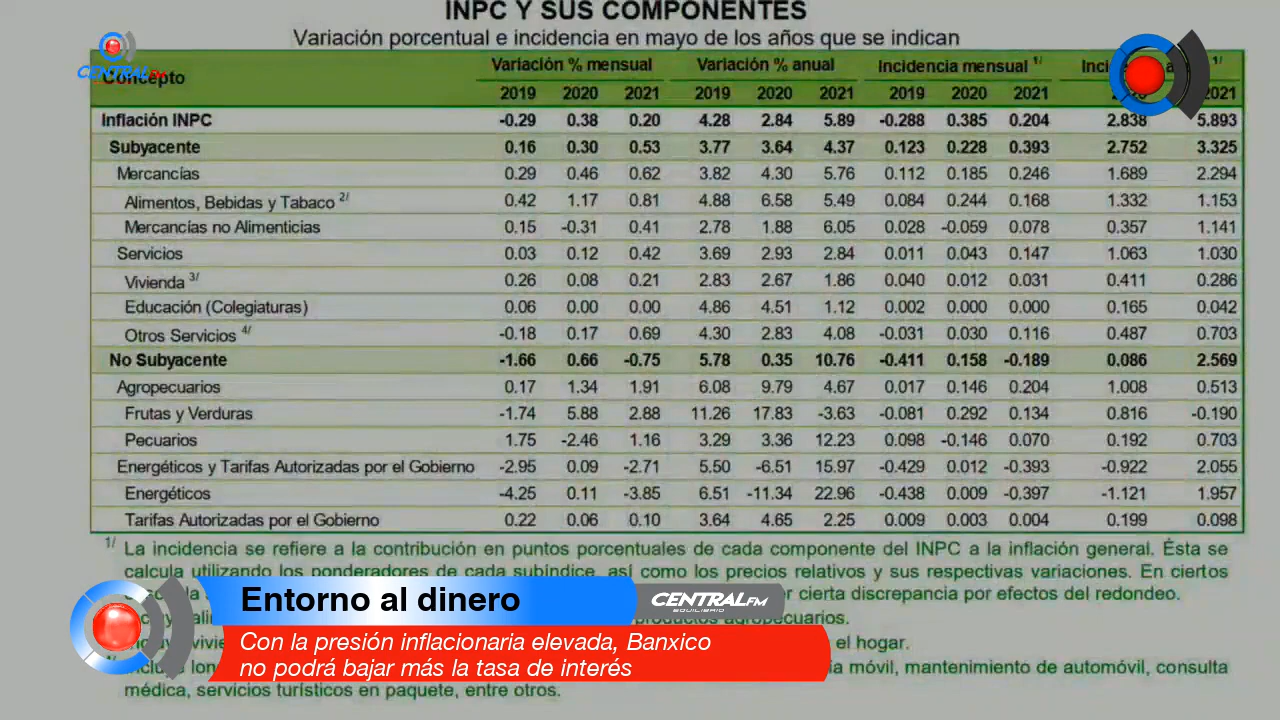 INPC Y SUS COMPONENTES
Variación porcentual e incidencia en mayo de los años que se indican
CENTRAL FM
Concepto Variación % mensual Variación % anual Incidencia mensual 1/ 1/
2019 2020 2021 2019 2020 2021 2019 2020 2021 2021
Inflación INPC -0.29 0.38 0.20 4.28 2.84 5.89 -0.288 0.385 0.204 2.838 5.893
Subyacente 0.16 0.30 0.53 3.77 3.64 4.37 0.123 0.228 0.393 2.752 3.325
Mercancías 0.29 0.46 0.62 3.82 4.30 5.76 0.112 0.185 0.246 1.689 2.294
Alimentos, Bebidas y Tabaco 2/ 0.42 1.17 0.81 4.88 6.58 5.49 0.084 0.244 0.168 1.332 1.153
Mercancías no Alimenticias 0.15 -0.31 0.41 2.78 1.88 6.05 0.028 -0.059 0.078 0.357 1.141
Servicios 0.03 0.12 0.42 3.69 2.93 2.84 0.011 0.043 0.147 1.063 1.030
Vivienda 3/ 0.26 0.08 0.21 2.83 2.67 1.86 0.040 0.012 0.031 0.411 0.286
Educación (Colegiaturas) 0.06 0.00 0.00 4.86 4.51 1.12 0.002 0.000 0.000 0.165 0.042
Otros Servicios 4/ -0.18 0.17 0.69 4.30 2.83 4.08 -0.031 0.030 0.116 0.487 0.703
No Subyacente -1.66 0.66 -0.75 5.78 0.35 10.76 -0.411 0.158 -0.189 0.086 2.569
Agropecuarios 0.17 1.34 1.91 6.08 9.79 4.67 0.017 0.146 0.204 1.008 0.513
Frutas y Verduras -1.74 5.88 2.88 11.26 17.83 -3.63 -0.081 0.292 0.134 0.816 -0.190
Pecuarios 1.75 -2.46 1.16 3.29 3.36 12.23 0.098 -0.146 0.070 0.192 0.703
Energéticos y Tarifas Autorizadas por el Gobierno -2.95 0.09 -2.71 5.50 -6.51 15.97 -0.429 0.012 -0.393 -0.922 2.055
Energéticos -4.25 0.11 -3.85 6.51 -11.34 22.96 -0.438 0.009 -0.397 -1.121 1.957
Tarifas Autorizadas por el Gobierno 0.22 0.06 0.10 3.64 4.65 2.25 0.009 0.003 0.004 0.199 0.098
1/ La incidencia se refiere a la contribución en puntos porcentuales de cada componente del INPC a la inflación general. Ésta se
calcula utilizando los ponderadores de cada subíndice, así como los precios relativos y sus respectivas variaciones. En ciertos
cierta discrepancia por efectos del redondeo.
el hogar.
móvil, mantenimiento de automóvil, consulta
médica, servicios turísticos en paquete, entre otros.
Entorno al dinero
CENTRAL FM
EQUILIBRIO
Con la presión inflacionaria elevada, Banxico
no podrá bajar más la tasa de interés